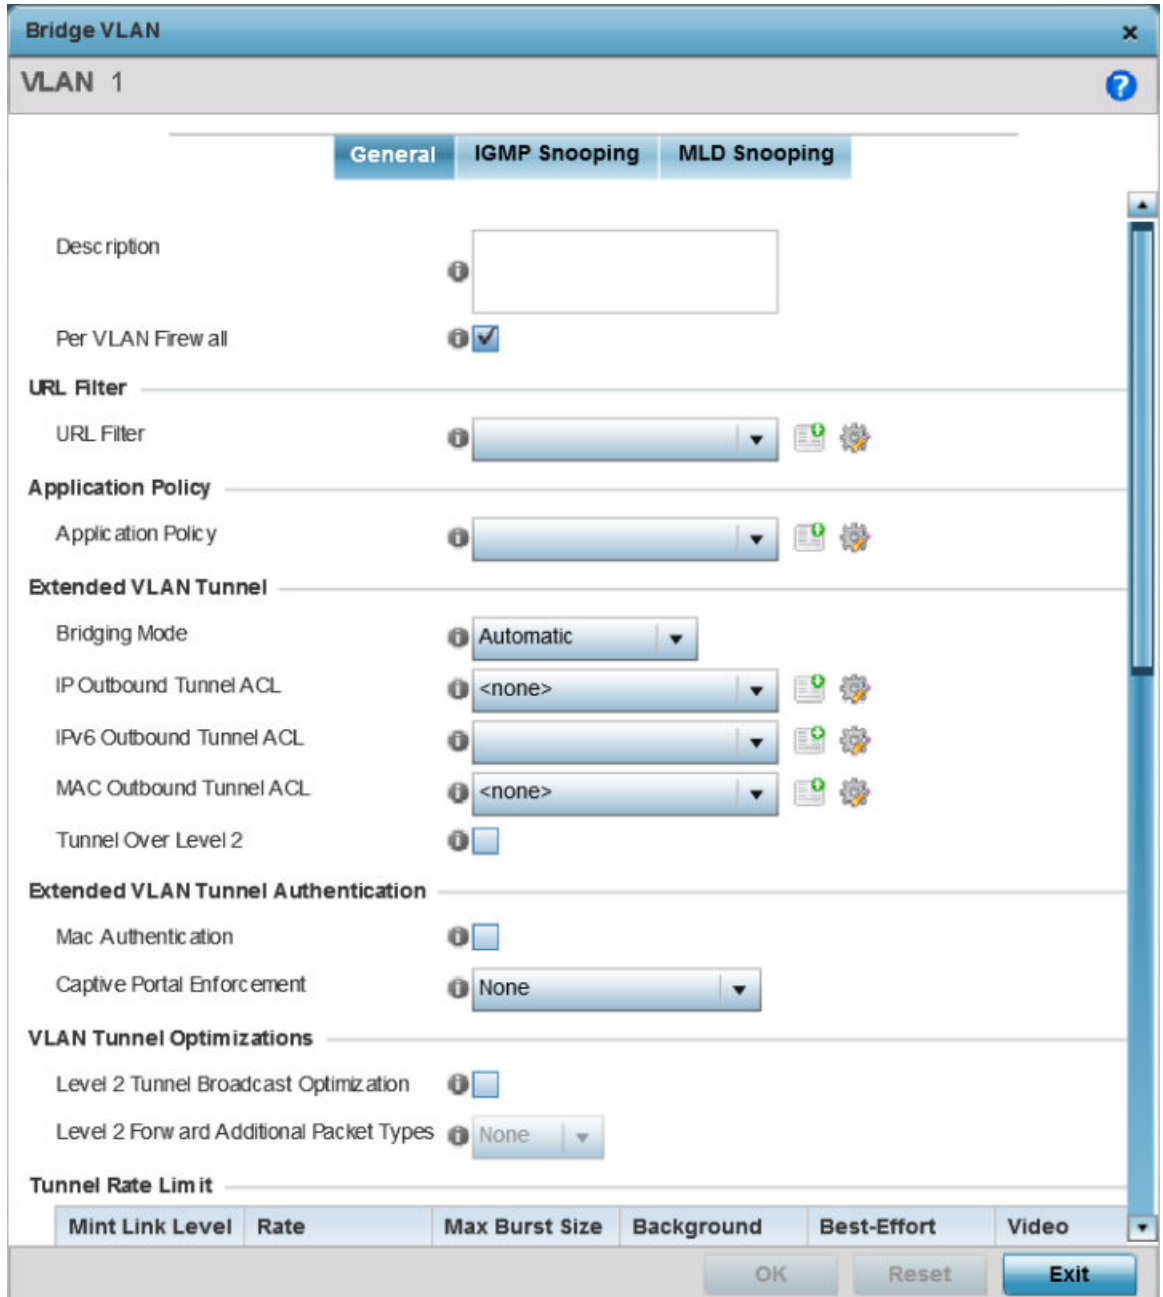 Bridge VLAN
VLAN 1
General IGMP Snooping MLD Snooping
Description
Per VLAN Firewall
URL Filter
URL Filter
Application Policy
Application Policy
Extended VLAN Tunnel
Bridging Mode Automatic
IP Outbound Tunnel ACL <none>
IPv6 Outbound Tunnel ACL
MAC Outbound Tunnel ACL <none>
Tunnel Over Level 2
Extended VLAN Tunnel Authentication
Mac Authentication
Captive Portal Enforcement None
VLAN Tunnel Optimizations
Level 2 Tunnel Broadcast Optimization
Level 2 Forward Additional Packet Types None
Tunnel Rate Limit
Mint Link Level Rate Max Burst Size Background Best-Effort Video
OK Reset Exit